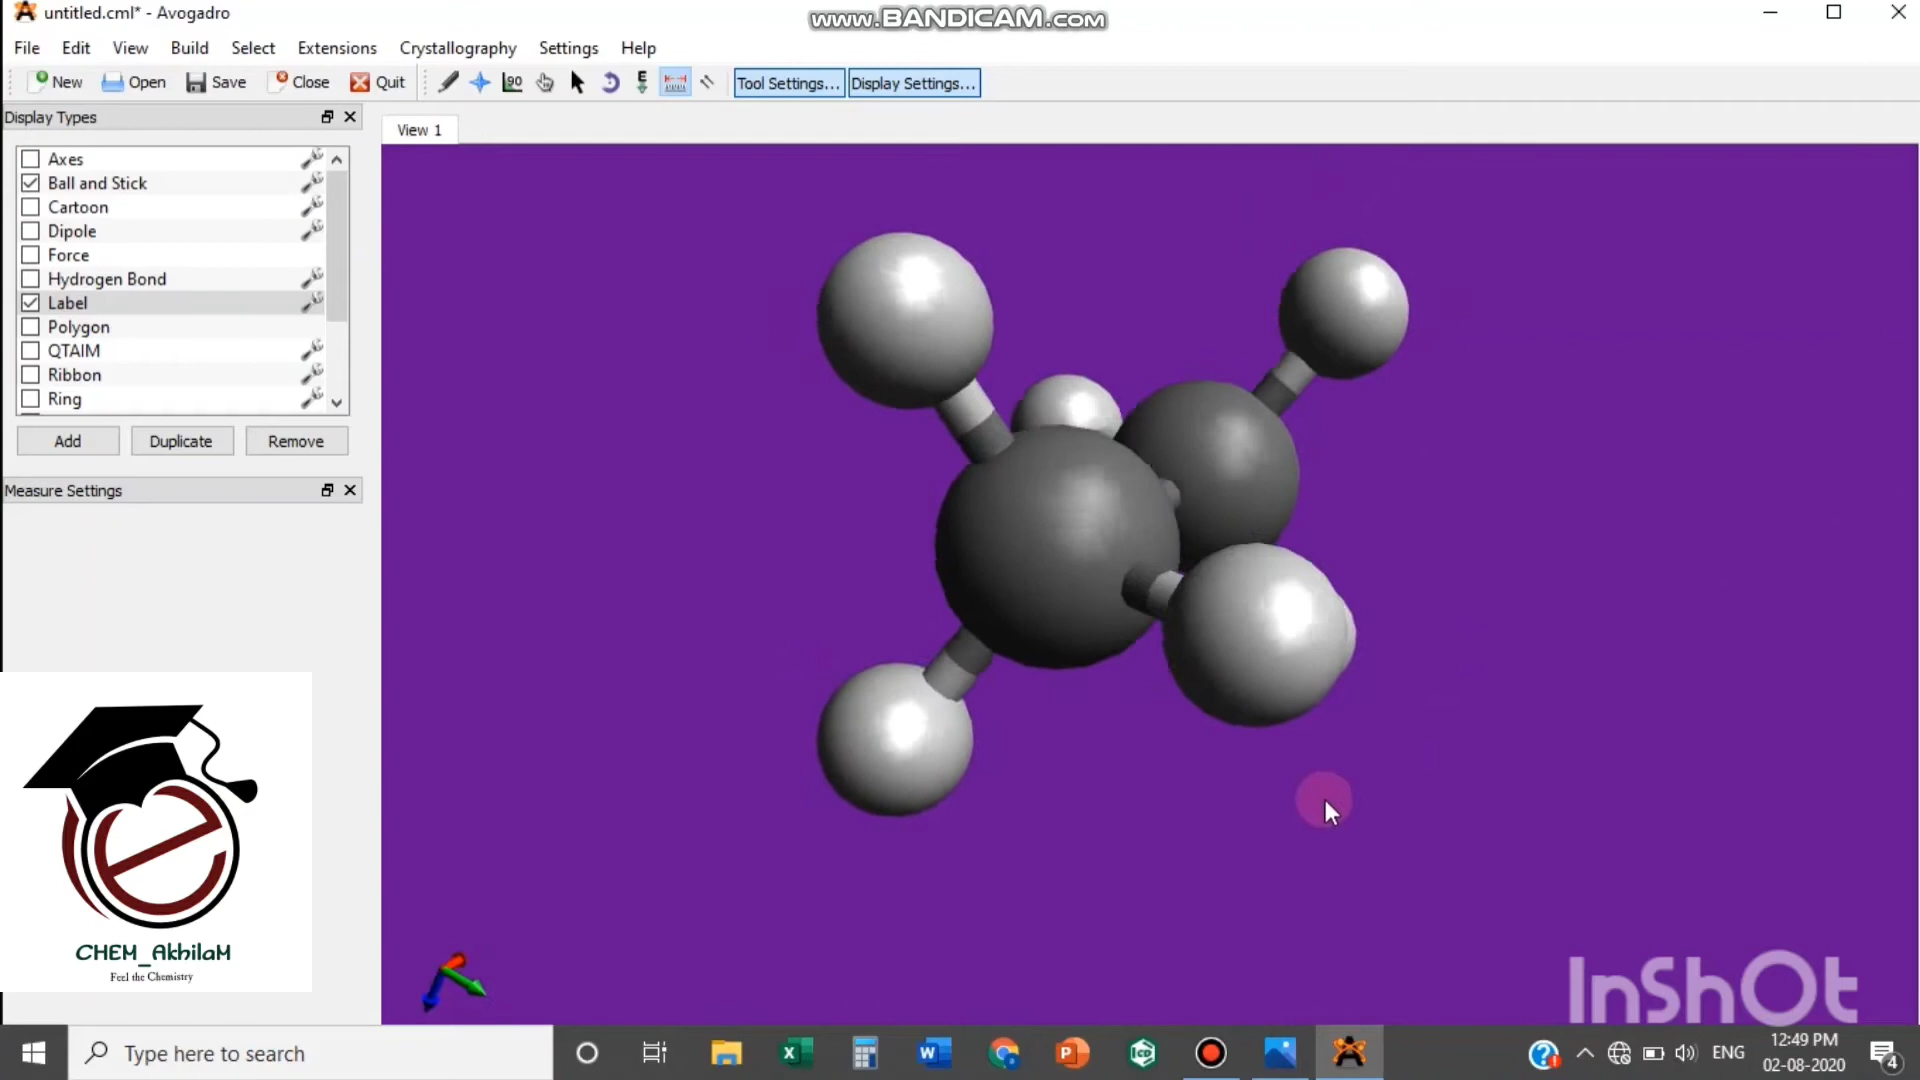 untitled.cml* - Avogadro
www.BANDICAM.com
File Edit View Build Select Extensions Crystallography Settings Help
New Open Save Close Quit 90 E Tool Settings... Display Settings...
Display Types
View 1
Axes
Ball and Stick
Cartoon
Dipole
Force
Hydrogen Bond
Label
Polygon
QTAIM
Ribbon
Ring
Add Duplicate Remove
Measure Settings
CHEM_AkhilaM
Feel the Chemistry
InShOt
Type here to search
ENG
12:49 PM
02-08-2020
4